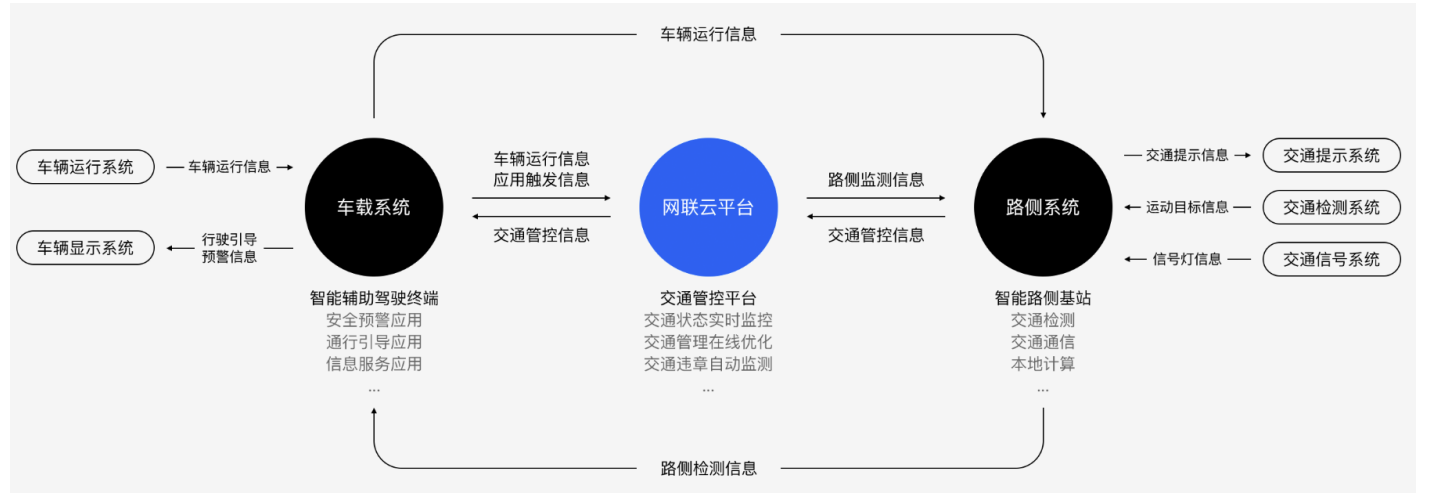 车辆运行信息
车辆运行系统
车辆运行信息
车辆显示系统
行驶引导
预警信息
车载系统
车辆运行信息
应用触发信息
交通管控信息
网联云平台
路侧监测信息
交通管控信息
路侧系统
交通提示信息
交通提示系统
运动目标信息
交通检测系统
信号灯信息
交通信号系统
智能辅助驾驶终端
安全预警应用
通行引导应用
信息服务应用
...
交通管控平台
交通状态实时监控
交通管理在线优化
交通违章自动监测
...
智能路侧基站
交通检测
交通通信
本地计算
...
路侧检测信息